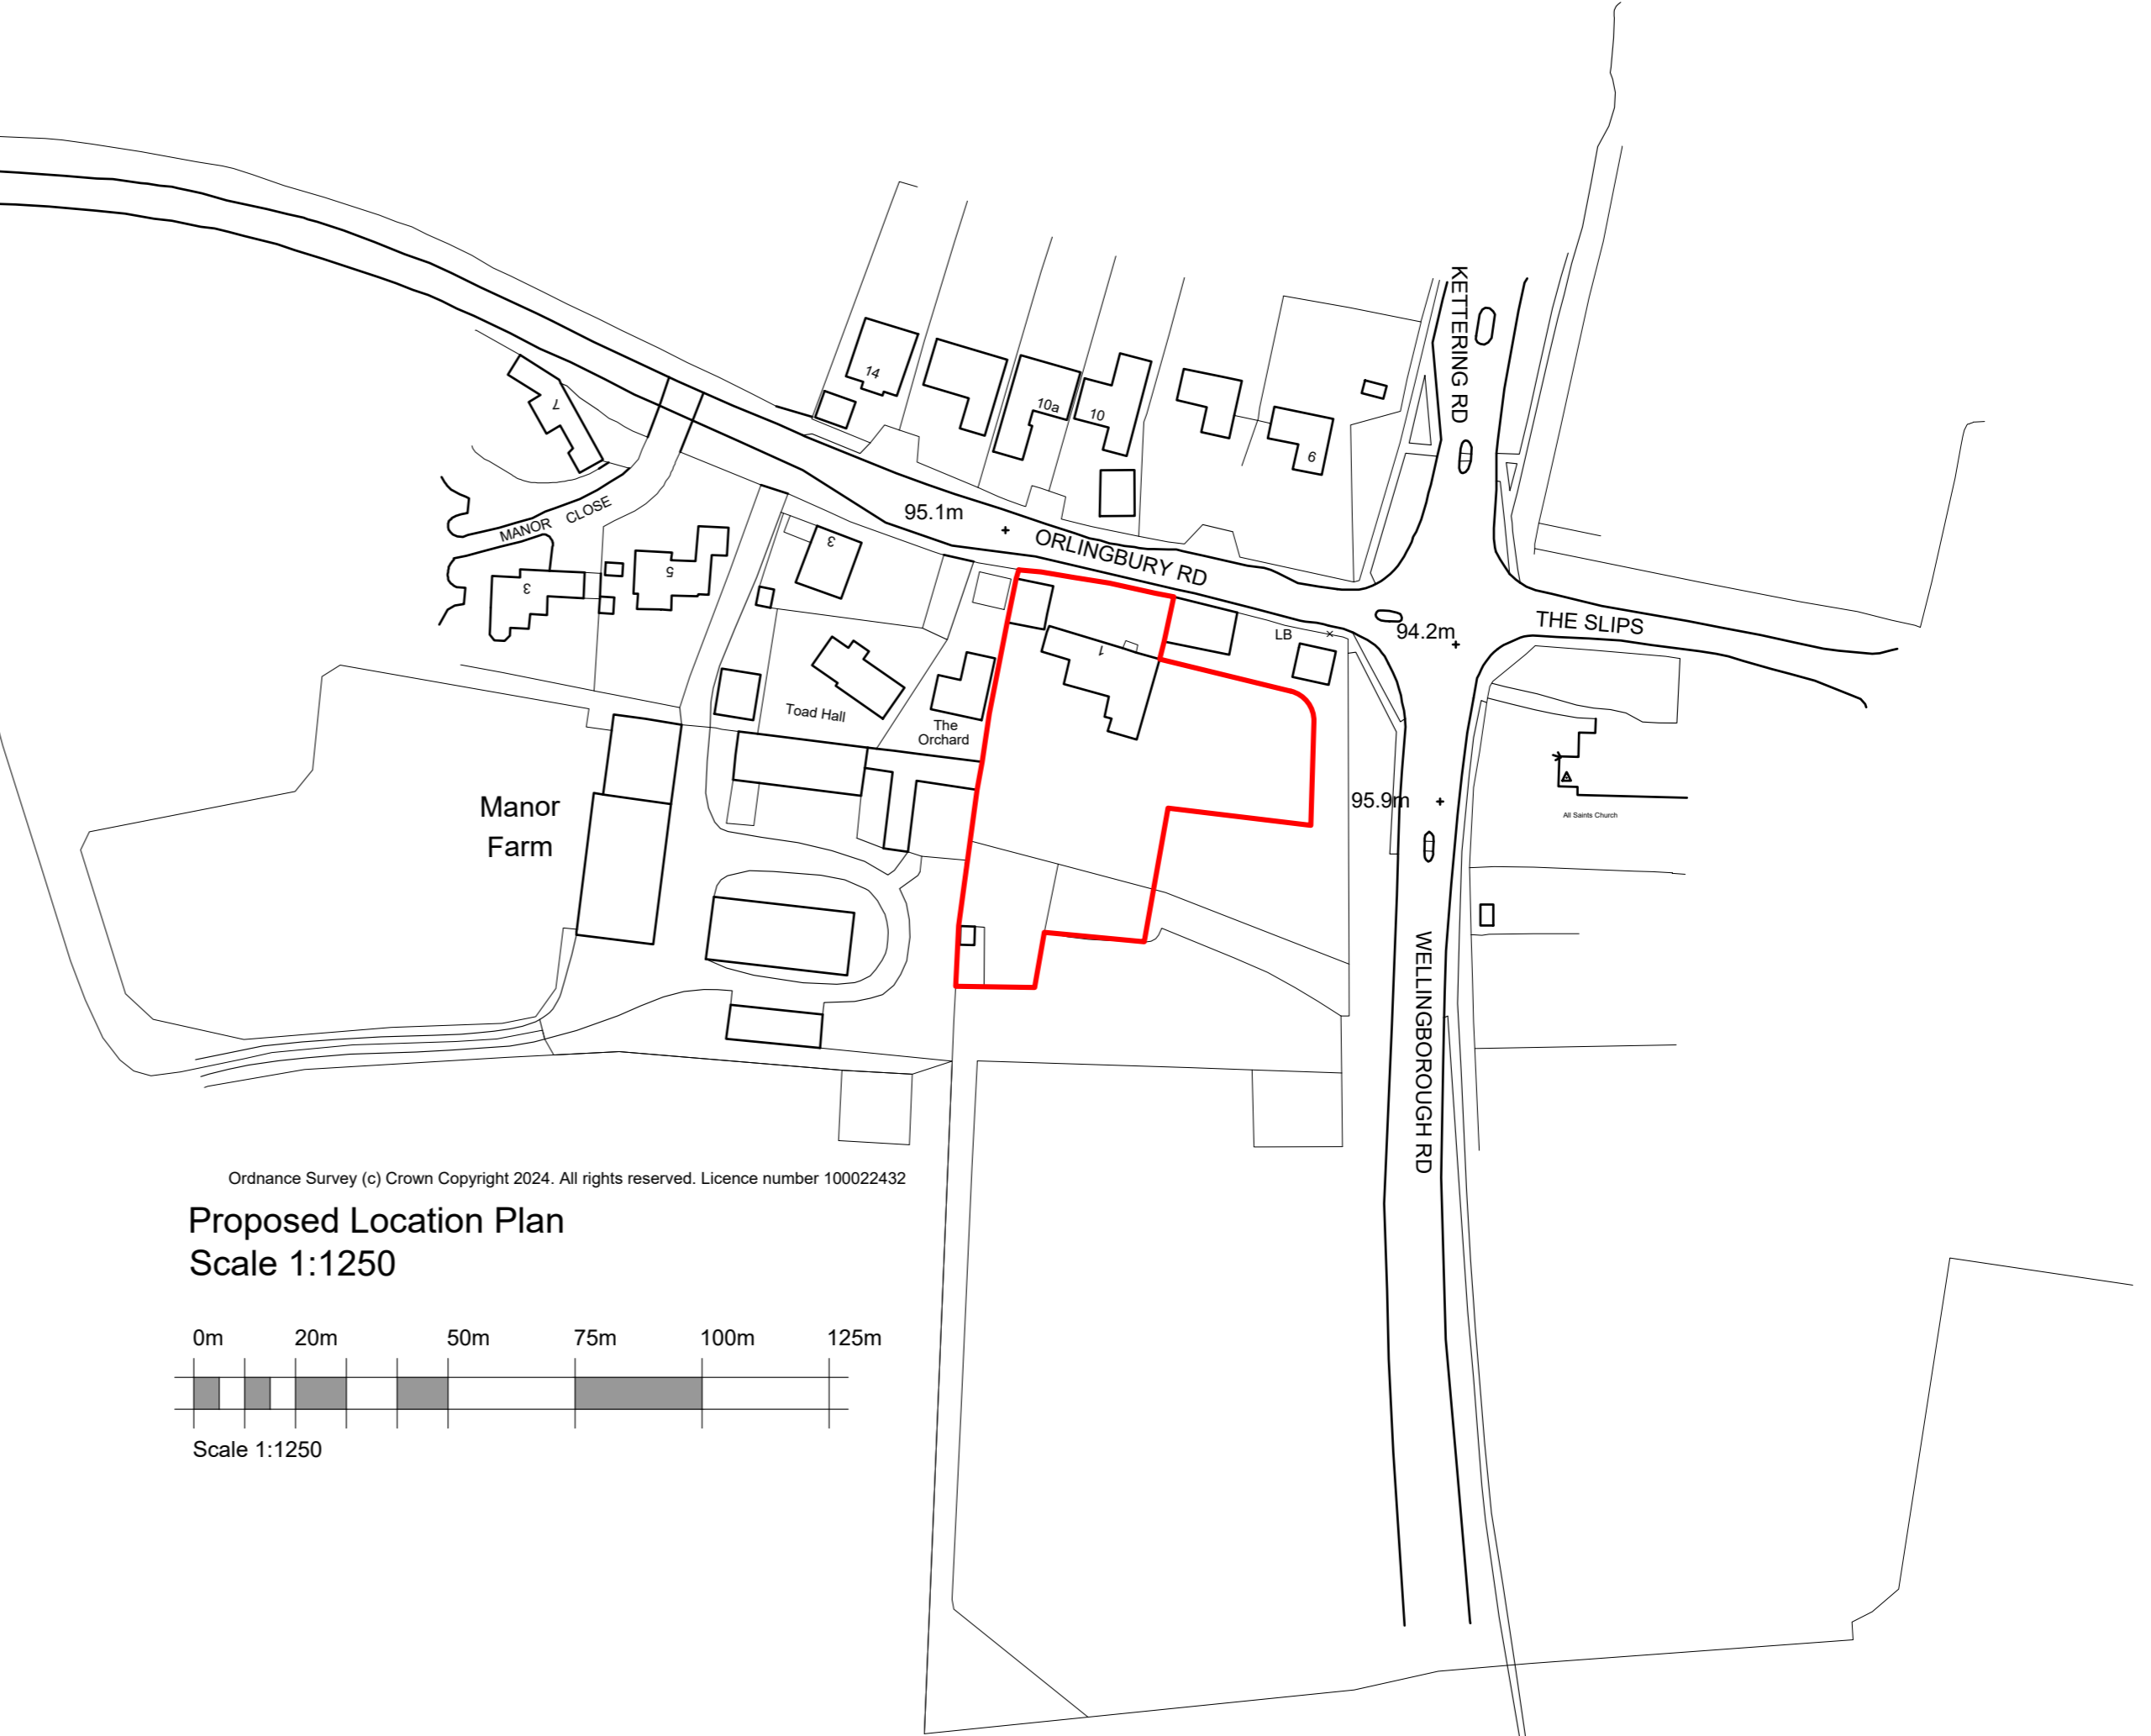 KETTERING RD
14
10a
10
6
7
95.1m
ORLINGBURY RD
MANOR CLOSE
3
5
3
THE SLIPS
94.2m
LB
1
Toad Hall
The
Orchard
95.9m
All Saints Church
Manor
Farm
WELLINGBOROUGH RD
Ordnance Survey (c) Crown Copyright 2024. All rights reserved. Licence number 100022432
Proposed Location Plan
Scale 1:1250
0m 20m 50m 75m 100m 125m
Scale 1:1250